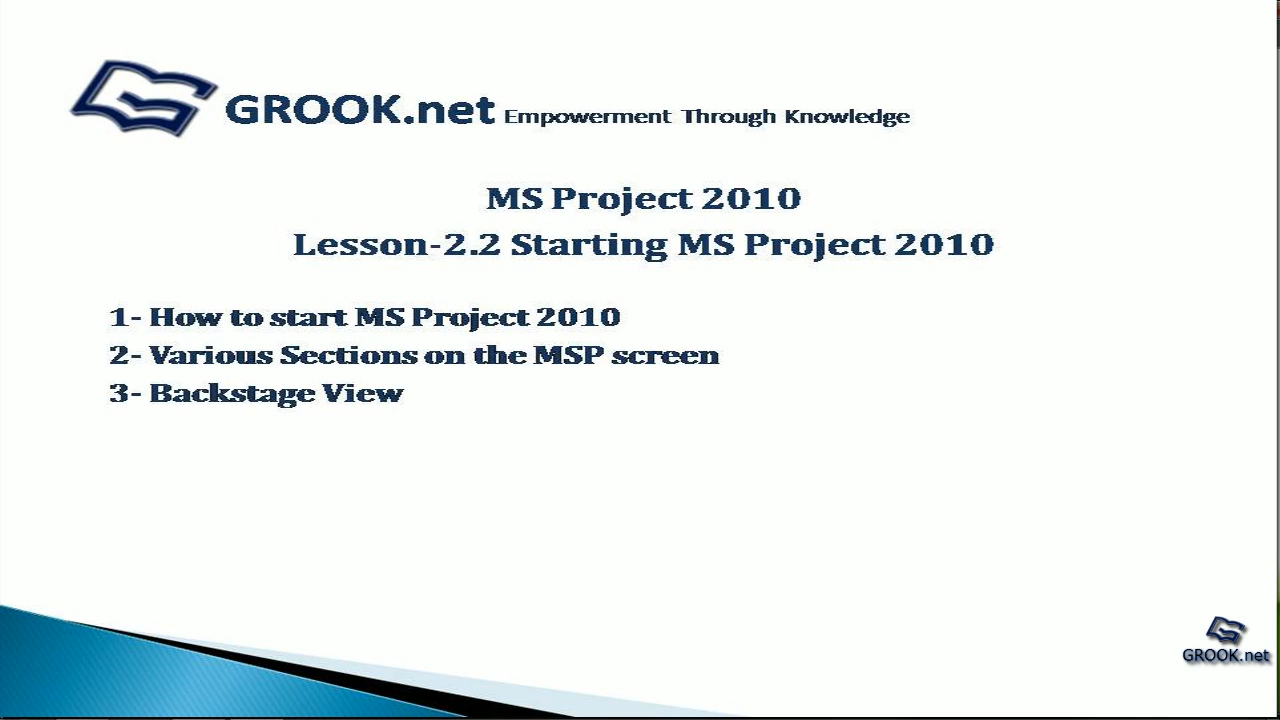 GROOK.net Empowerment Through Knowledge
MS Project 2010
Lesson-2.2 Starting MS Project 2010
1- How to start MS Project 2010
2- Various Sections on the MSP screen
3- Backstage View
GROOK.net